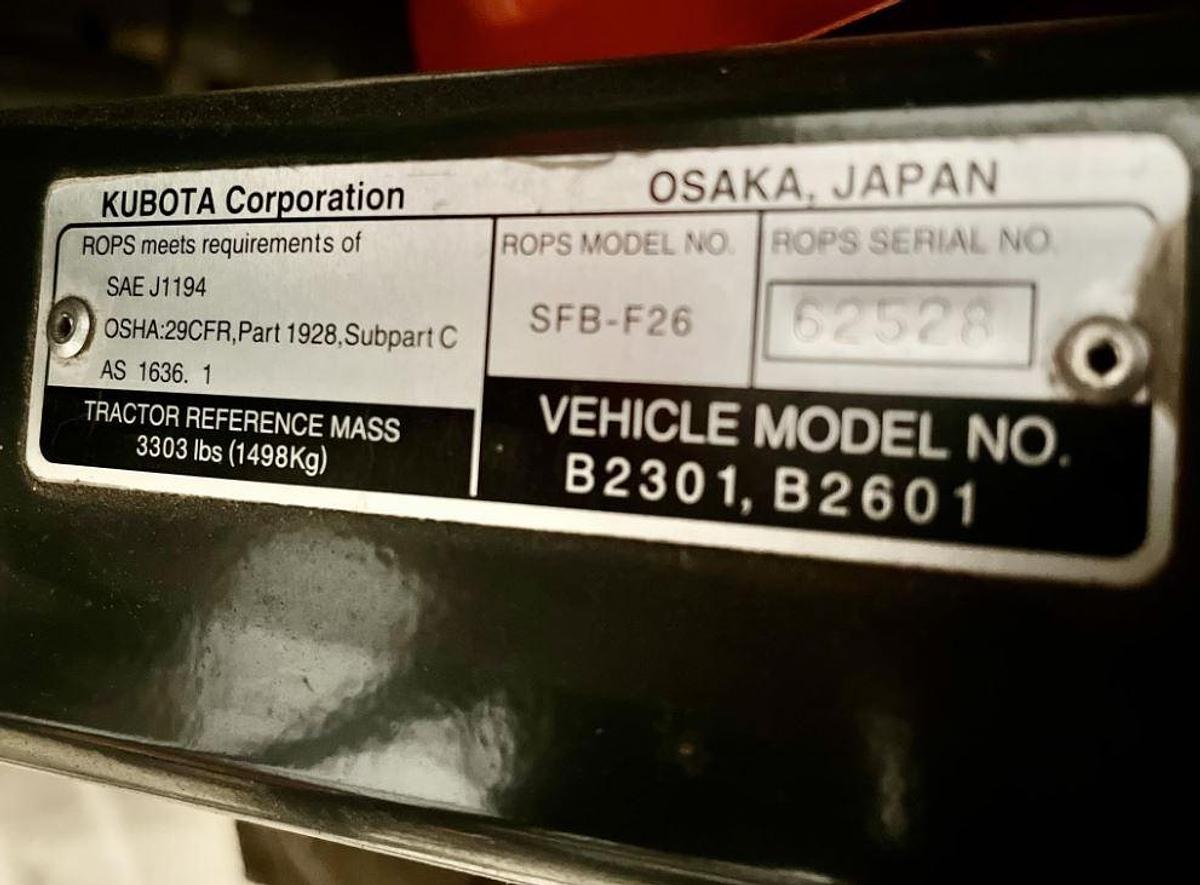 KUBOTA Corporation OSAKA, JAPAN
ROPS meets requirements of
SAE J1194
OSHA:29CFR,Part 1928,Subpart C
AS 1636. 1
TRACTOR REFERENCE MASS
3303 lbs (1498Kg)
ROPS MODEL NO.
SFB-F26
ROPS SERIAL NO.
62528
VEHICLE MODEL NO.
B2301, B2601